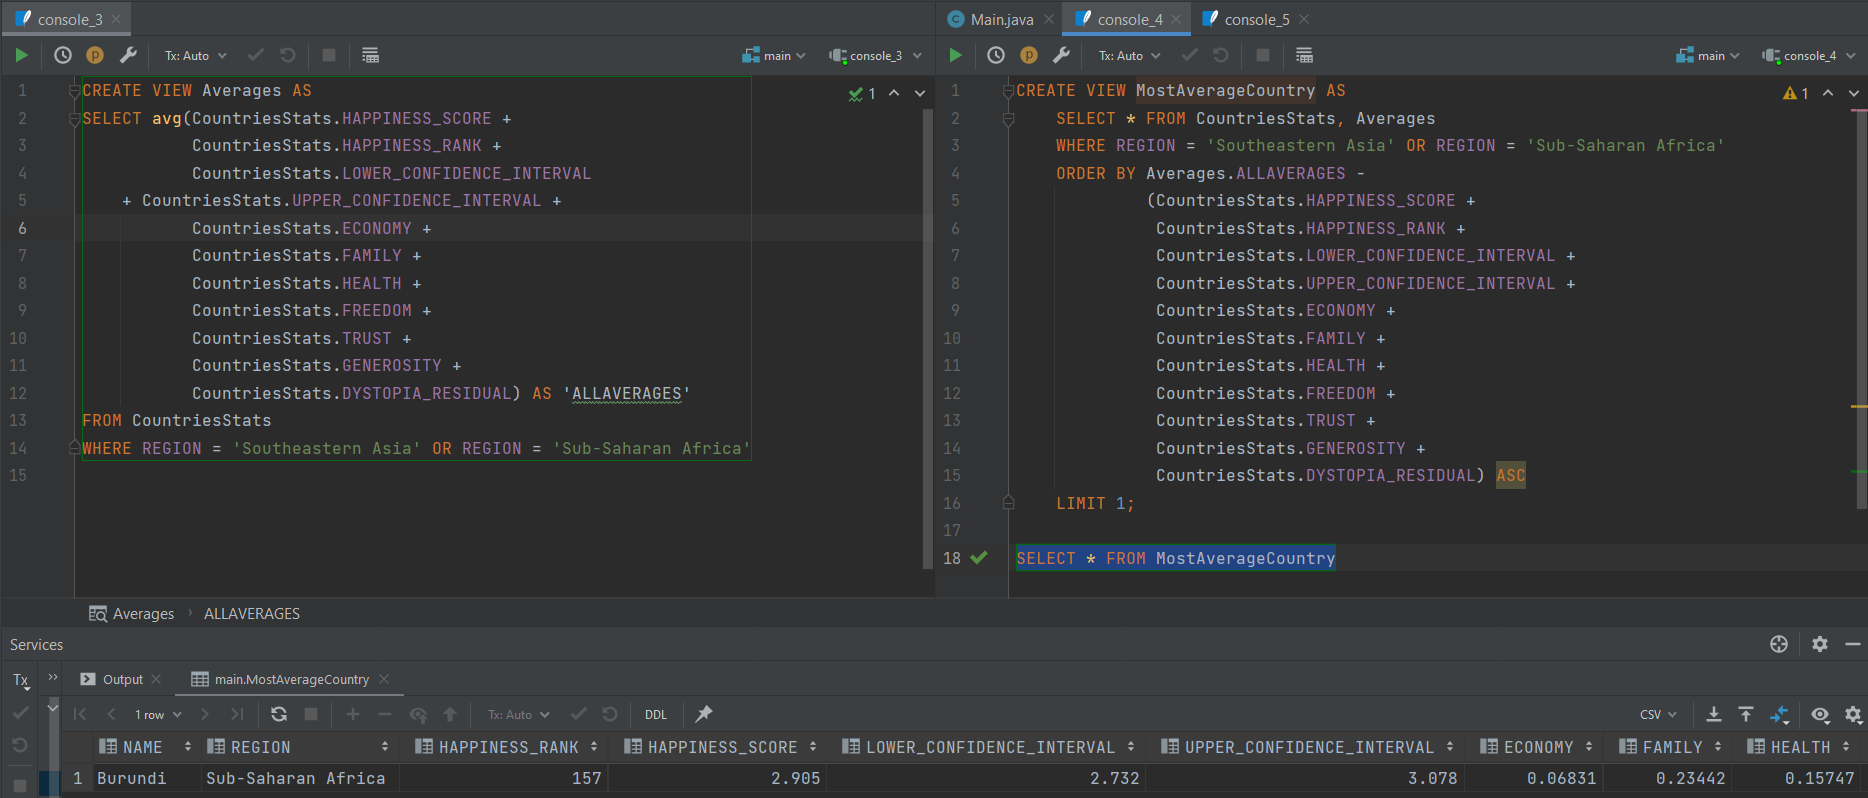 console_3
Tx: Auto
main
console_3
1 CREATE VIEW Averages AS
2 SELECT avg(CountriesStats.HAPPINESS_SCORE +
3 CountriesStats.HAPPINESS_RANK +
4 CountriesStats.LOWER_CONFIDENCE_INTERVAL
5 + CountriesStats.UPPER_CONFIDENCE_INTERVAL +
6 CountriesStats.ECONOMY +
7 CountriesStats.FAMILY +
8 CountriesStats.HEALTH +
9 CountriesStats.FREEDOM +
10 CountriesStats.TRUST +
11 CountriesStats.GENEROSITY +
12 CountriesStats.DYSTOPIA_RESIDUAL) AS 'ALLAVERAGES'
13 FROM CountriesStats
14 WHERE REGION = 'Southeastern Asia' OR REGION = 'Sub-Saharan Africa'
15
1
Averages › ALLAVERAGES
Main.java console_4 console_5
Tx: Auto
main
console_4
1 CREATE VIEW MostAverageCountry AS
2 SELECT * FROM CountriesStats, Averages
3 WHERE REGION = 'Southeastern Asia' OR REGION = 'Sub-Saharan Africa'
4 ORDER BY Averages.ALLAVERAGES -
5 (CountriesStats.HAPPINESS_SCORE +
6 CountriesStats.HAPPINESS_RANK +
7 CountriesStats.LOWER_CONFIDENCE_INTERVAL +
8 CountriesStats.UPPER_CONFIDENCE_INTERVAL +
9 CountriesStats.ECONOMY +
10 CountriesStats.FAMILY +
11 CountriesStats.HEALTH +
12 CountriesStats.FREEDOM +
13 CountriesStats.TRUST +
14 CountriesStats.GENEROSITY +
15 CountriesStats.DYSTOPIA_RESIDUAL) ASC
16 LIMIT 1;
17
18 SELECT * FROM MostAverageCountry
1
Services
Tx
Output main.MostAverageCountry
1 row Tx: Auto DDL CSV
NAME REGION HAPPINESS_RANK HAPPINESS_SCORE LOWER_CONFIDENCE_INTERVAL UPPER_CONFIDENCE_INTERVAL ECONOMY FAMILY HEALTH
1 Burundi Sub-Saharan Africa 157 2.905 2.732 3.078 0.06831 0.23442 0.15747